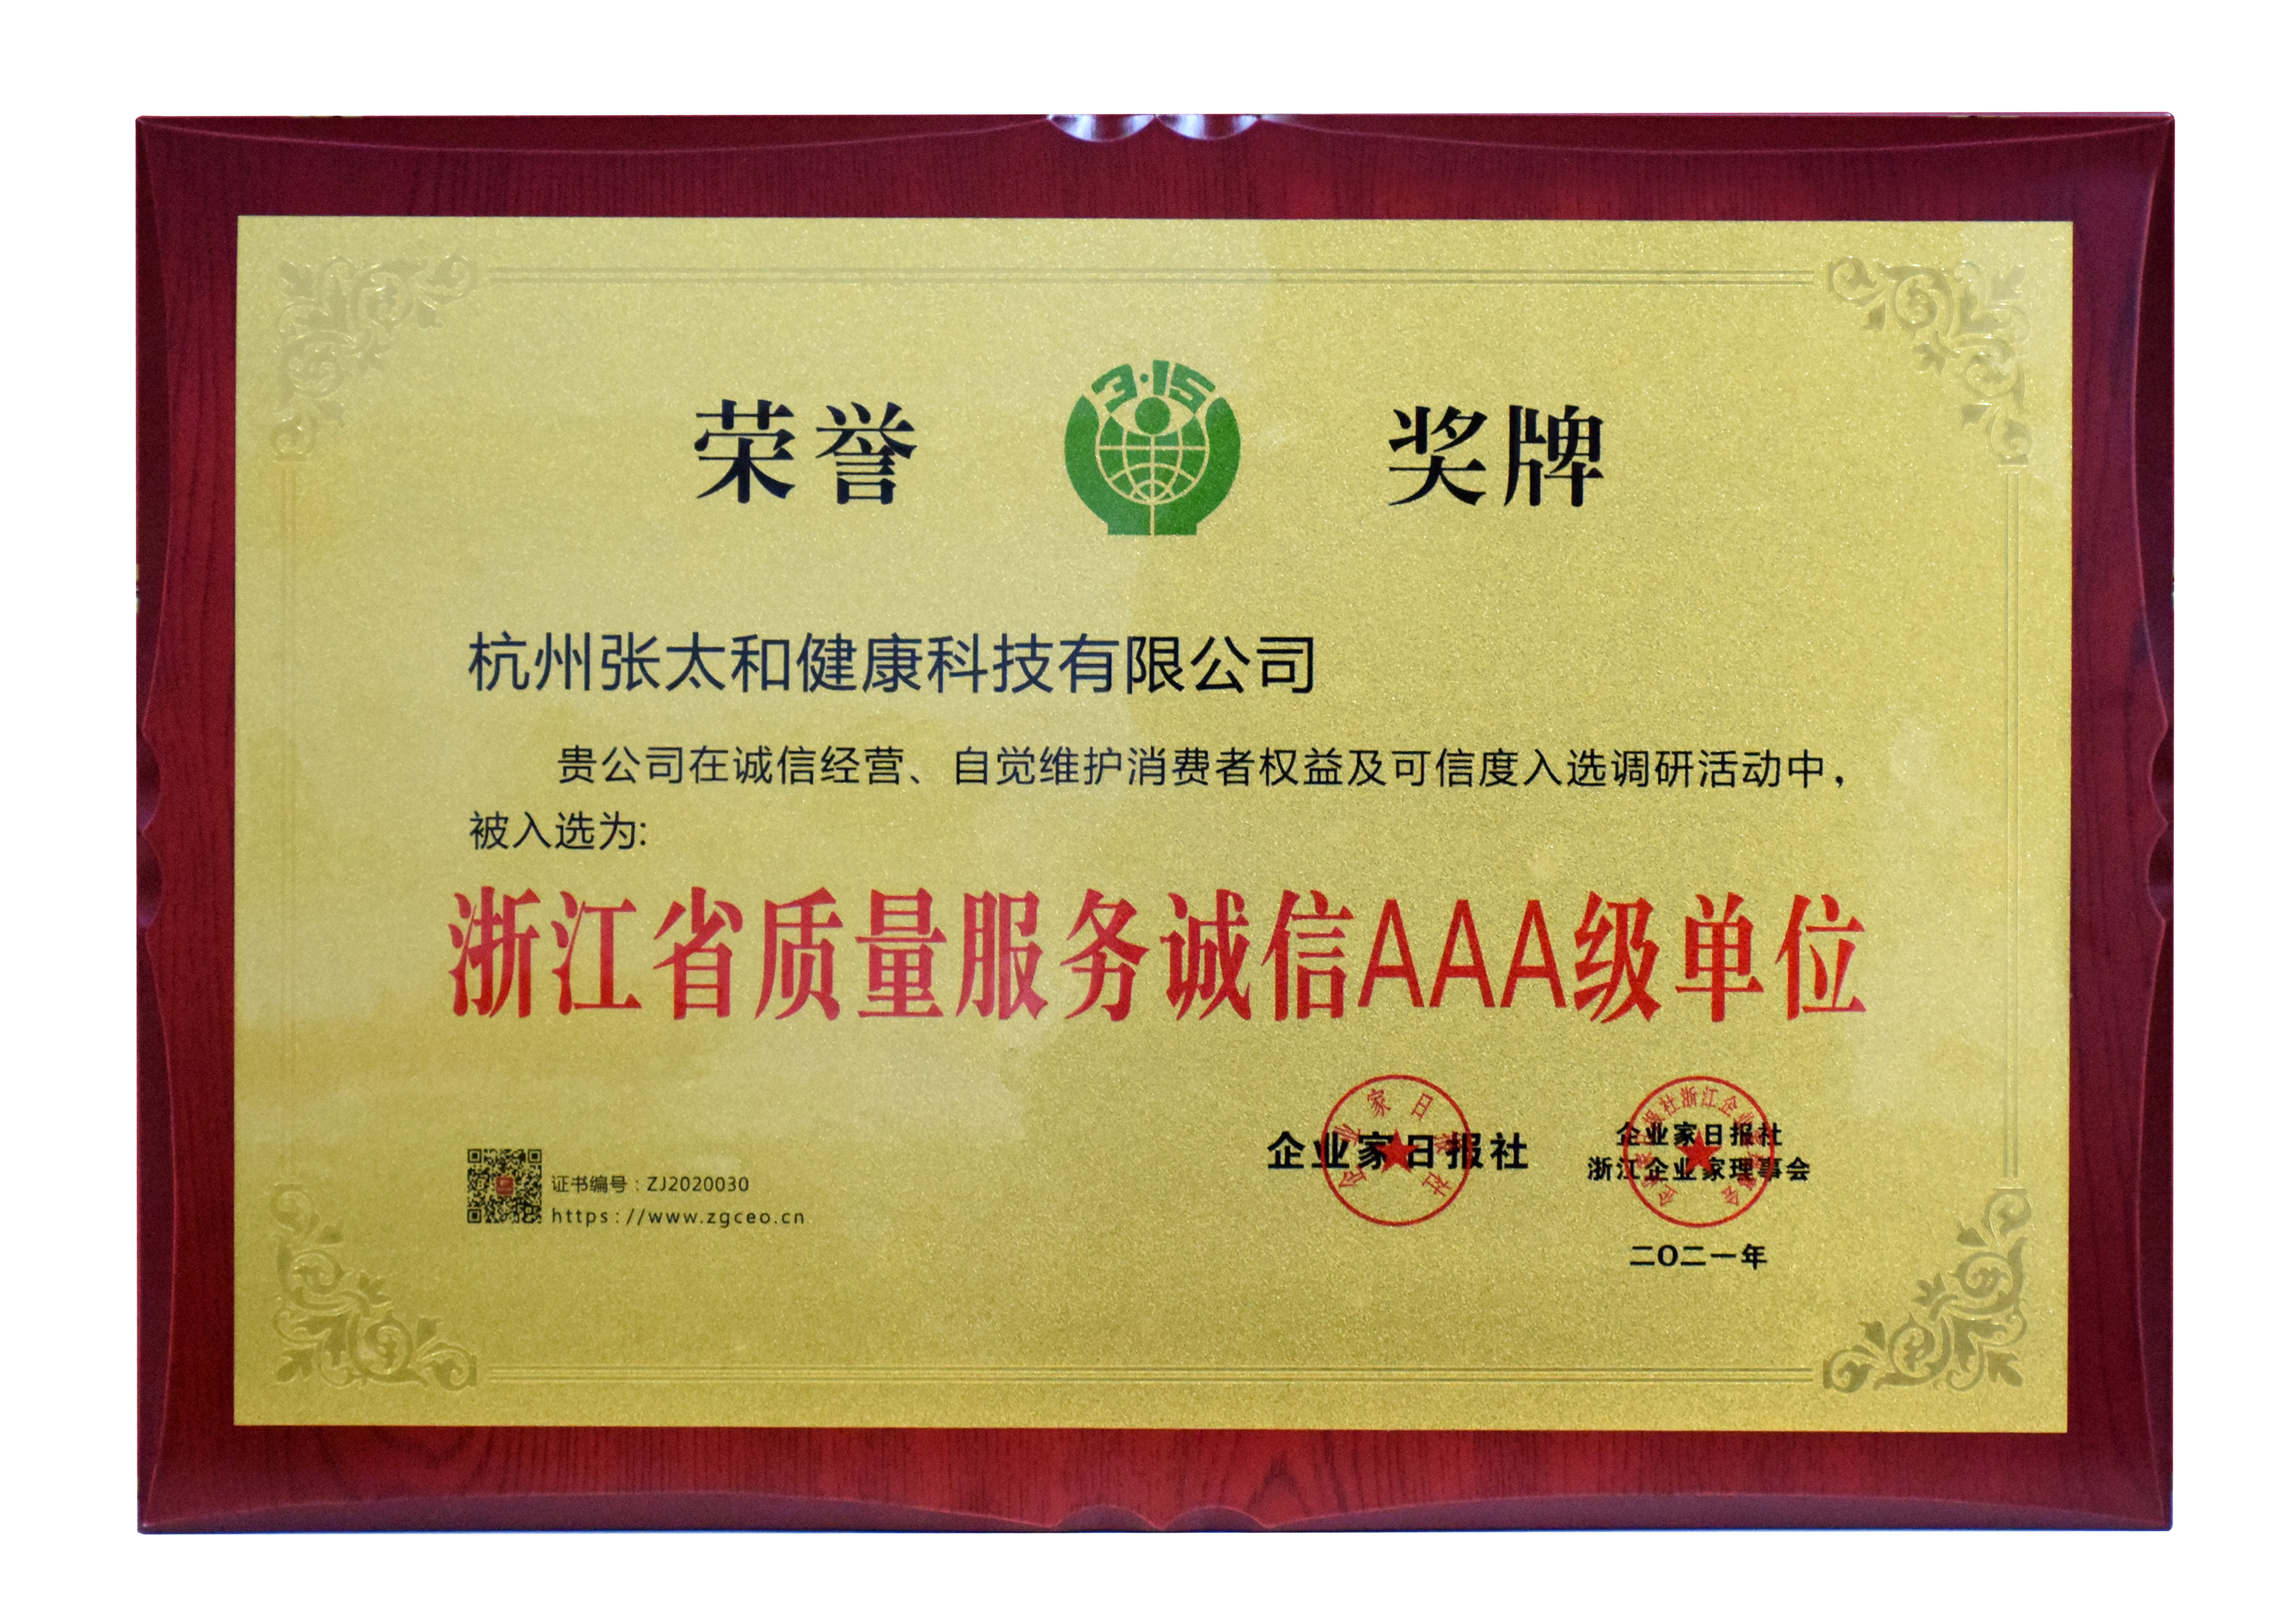 荣誉 3·15 奖牌
杭州张太和健康科技有限公司
贵公司在诚信经营、自觉维护消费者权益及可信度入选调研活动中,
被入选为:
浙江省质量服务诚信AAA级单位
企业家日报社
企业家日报社
浙江企业家理事会
证书编号:ZJ2020030
https://www.zgceo.cn
二〇二一年